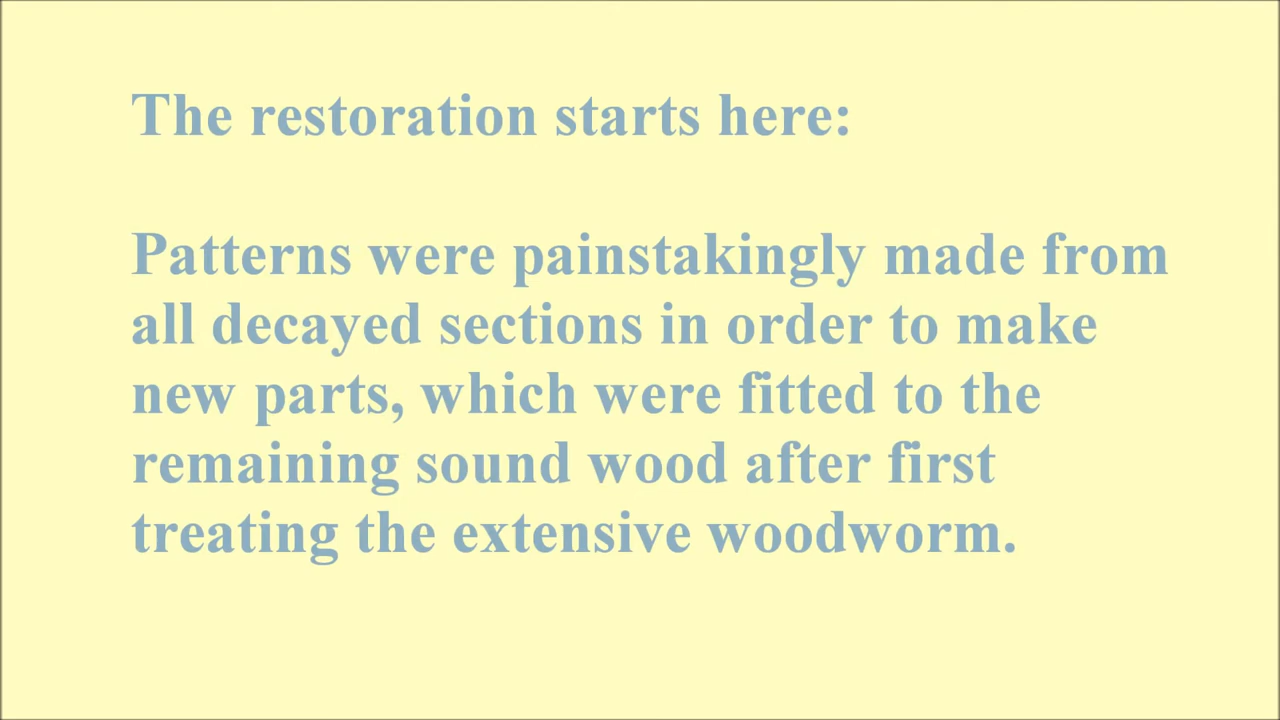 The restoration starts here:
Patterns were painstakingly made from
all decayed sections in order to make
new parts, which were fitted to the
remaining sound wood after first
treating the extensive woodworm.